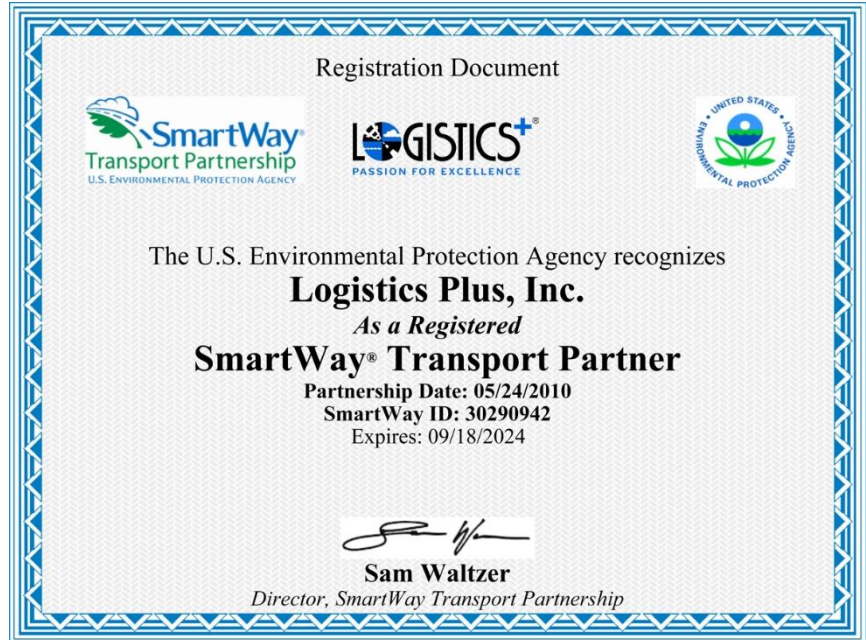 Registration Document
SmartWay®
Transport Partnership
U.S. ENVIRONMENTAL PROTECTION AGENCY
LOGISTICS+®
PASSION FOR EXCELLENCE
UNITED STATES
ENVIRONMENTAL PROTECTION AGENCY
The U.S. Environmental Protection Agency recognizes
Logistics Plus, Inc.
As a Registered
SmartWay® Transport Partner
Partnership Date: 05/24/2010
SmartWay ID: 30290942
Expires: 09/18/2024
Sam Waltzer
Director, SmartWay Transport Partnership